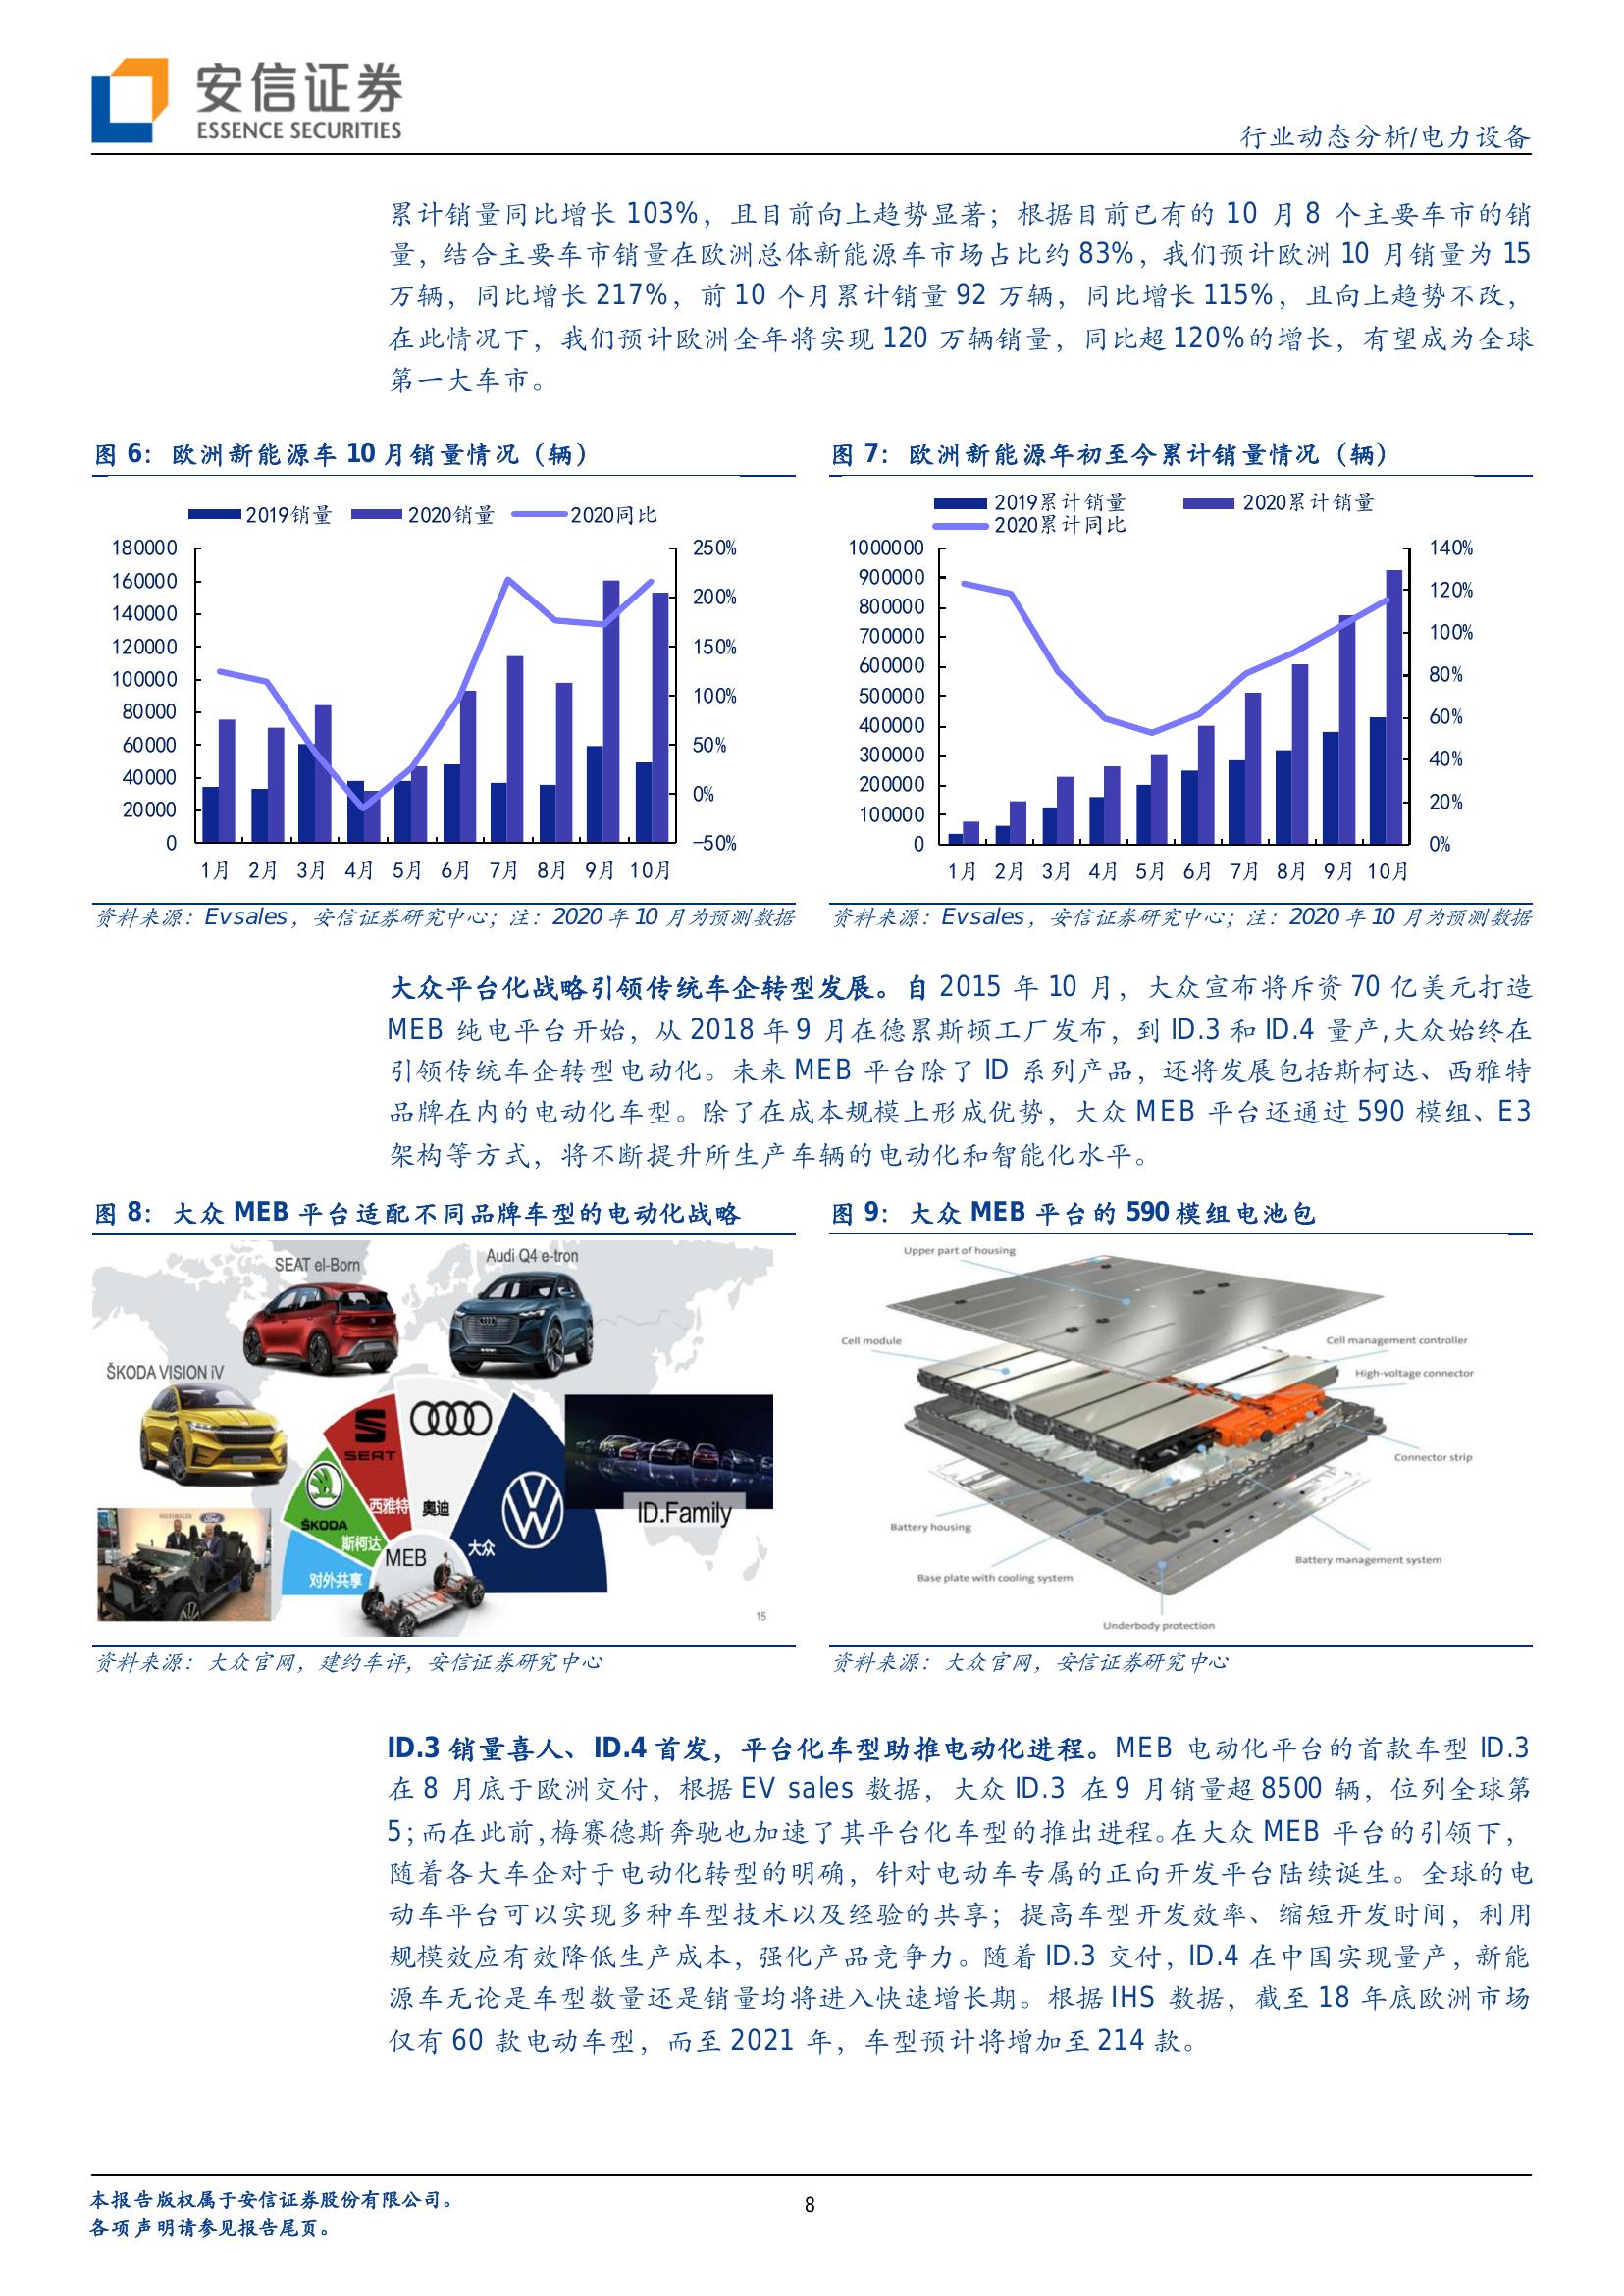 安信证券
ESSENCE SECURITIES
行业动态分析/电力设备
累计销量同比增长 103%，且目前向上趋势显著；根据目前已有的 10 月 8 个主要车市的销
量，结合主要车市销量在欧洲总体新能源车市场占比约 83%，我们预计欧洲 10 月销量为 15
万辆，同比增长 217%，前 10 个月累计销量 92 万辆，同比增长 115%，且向上趋势不改，
在此情况下，我们预计欧洲全年将实现 120 万辆销量，同比超 120%的增长，有望成为全球
第一大车市。
图 6：欧洲新能源车 10 月销量情况（辆）
2019销量 2020销量 2020同比
180000
160000
140000
120000
100000
80000
60000
40000
20000
0
250%
200%
150%
100%
50%
0%
-50%
1月 2月 3月 4月 5月 6月 7月 8月 9月 10月
资料来源：Evsales，安信证券研究中心；注：2020 年 10 月为预测数据
图 7：欧洲新能源年初至今累计销量情况（辆）
2019累计销量 2020累计销量
2020累计同比
1000000
900000
800000
700000
600000
500000
400000
300000
200000
100000
0
140%
120%
100%
80%
60%
40%
20%
0%
1月 2月 3月 4月 5月 6月 7月 8月 9月 10月
资料来源：Evsales，安信证券研究中心；注：2020 年 10 月为预测数据
大众平台化战略引领传统车企转型发展。自 2015 年 10 月，大众宣布将斥资 70 亿美元打造
MEB 纯电平台开始，从 2018 年 9 月在德累斯顿工厂发布，到 ID.3 和 ID.4 量产,大众始终在
引领传统车企转型电动化。未来 MEB 平台除了 ID 系列产品，还将发展包括斯柯达、西雅特
品牌在内的电动化车型。除了在成本规模上形成优势，大众 MEB 平台还通过 590 模组、E3
架构等方式，将不断提升所生产车辆的电动化和智能化水平。
图 8：大众 MEB 平台适配不同品牌车型的电动化战略
SEAT el-Born
Audi Q4 e-tron
ŠKODA VISION iV
SEAT
西雅特
奥迪
ŠKODA
斯柯达
大众
MEB
对外共享
ID.Family
VOLKSWAGEN
Ford
15
资料来源：大众官网，建约车评，安信证券研究中心
图 9：大众 MEB 平台的 590 模组电池包
Upper part of housing
Cell module
Cell management controller
High-voltage connector
Connector strip
Battery housing
Battery management system
Base plate with cooling system
Underbody protection
资料来源：大众官网，安信证券研究中心
ID.3 销量喜人、ID.4 首发，平台化车型助推电动化进程。MEB 电动化平台的首款车型 ID.3
在 8 月底于欧洲交付，根据 EV sales 数据，大众 ID.3 在 9 月销量超 8500 辆，位列全球第
5；而在此前，梅赛德斯奔驰也加速了其平台化车型的推出进程。在大众 MEB 平台的引领下，
随着各大车企对于电动化转型的明确，针对电动车专属的正向开发平台陆续诞生。全球的电
动车平台可以实现多种车型技术以及经验的共享；提高车型开发效率、缩短开发时间，利用
规模效应有效降低生产成本，强化产品竞争力。随着 ID.3 交付，ID.4 在中国实现量产，新能
源车无论是车型数量还是销量均将进入快速增长期。根据 IHS 数据，截至 18 年底欧洲市场
仅有 60 款电动车型，而至 2021 年，车型预计将增加至 214 款。
本报告版权属于安信证券股份有限公司。
各项声明请参见报告尾页。
8